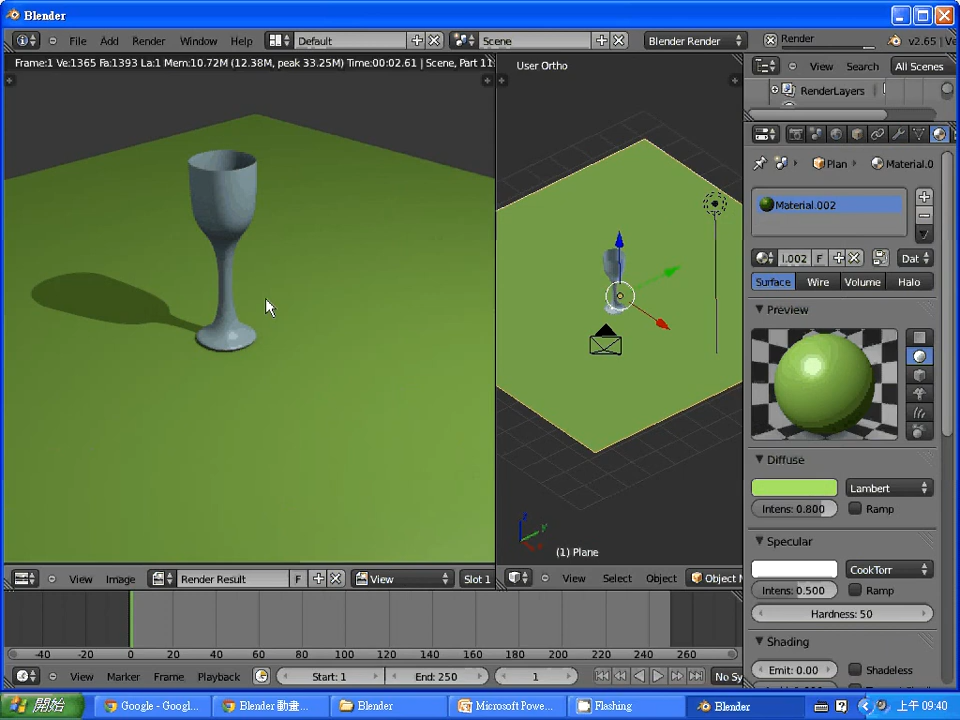 Blender
File Add Render Window Help Default Scene Blender Render Render v2.65
Frame:1 Ve:1365 Fa:1393 La:1 Mem:10.72M (12.38M, peak 33.25M) Time:00:02.61 | Scene, Part 11
User Ortho
View Search All Scenes
RenderLayers
Plan Material.0
Material.002
F Dat
Surface Wire Volume Halo
Preview
Diffuse
Lambert
Intens: 0.800 Ramp
Specular
CookTorr
Intens: 0.500 Ramp
Hardness: 50
Shading
Emit: 0.00 Shadeless
(1) Plane
View Image Render Result F View Slot 1
View Select Object Object M
-40 -20 0 20 40 60 80 100 120 140 160 180 200 220 240 260
View Marker Frame Playback Start: 1 End: 250 1 No Sy
開始 Google - Googl... Blender 動畫... Blender Microsoft Powe... Flashing Blender 上午 09:40